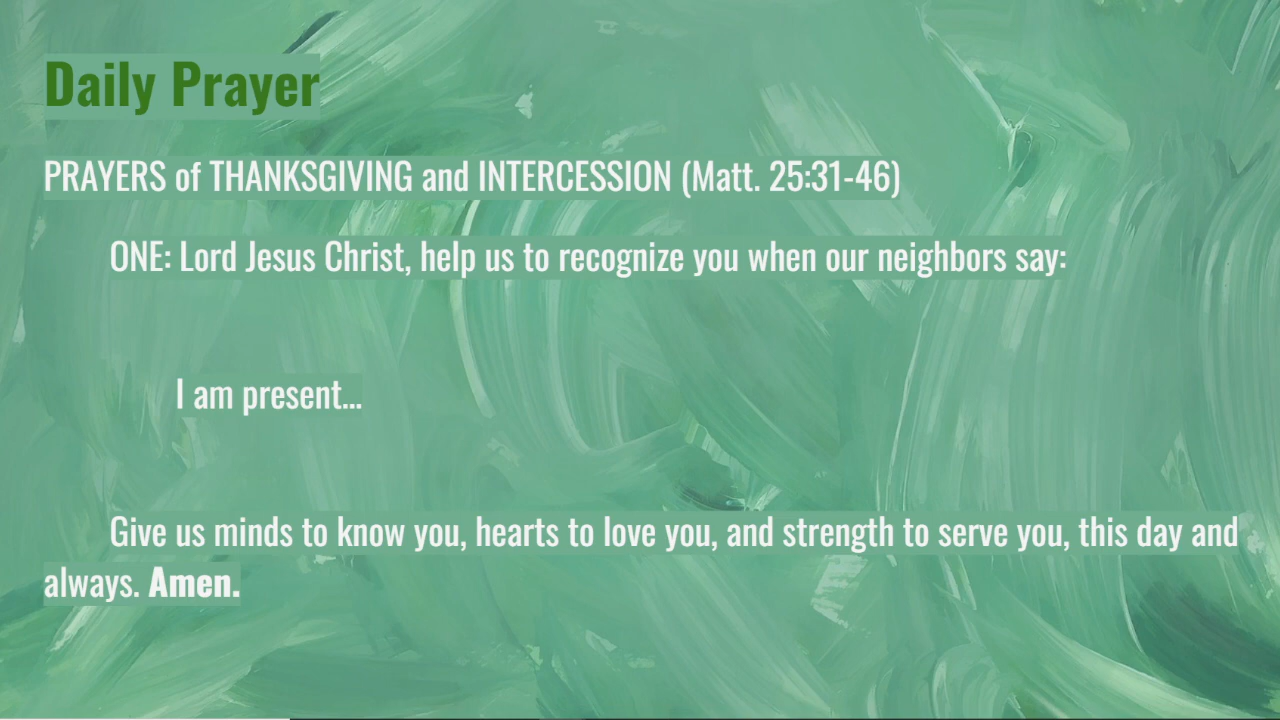 Daily Prayer
PRAYERS of THANKSGIVING and INTERCESSION (Matt. 25:31-46)
ONE: Lord Jesus Christ, help us to recognize you when our neighbors say:
I am present...
Give us minds to know you, hearts to love you, and strength to serve you, this day and
always. Amen.